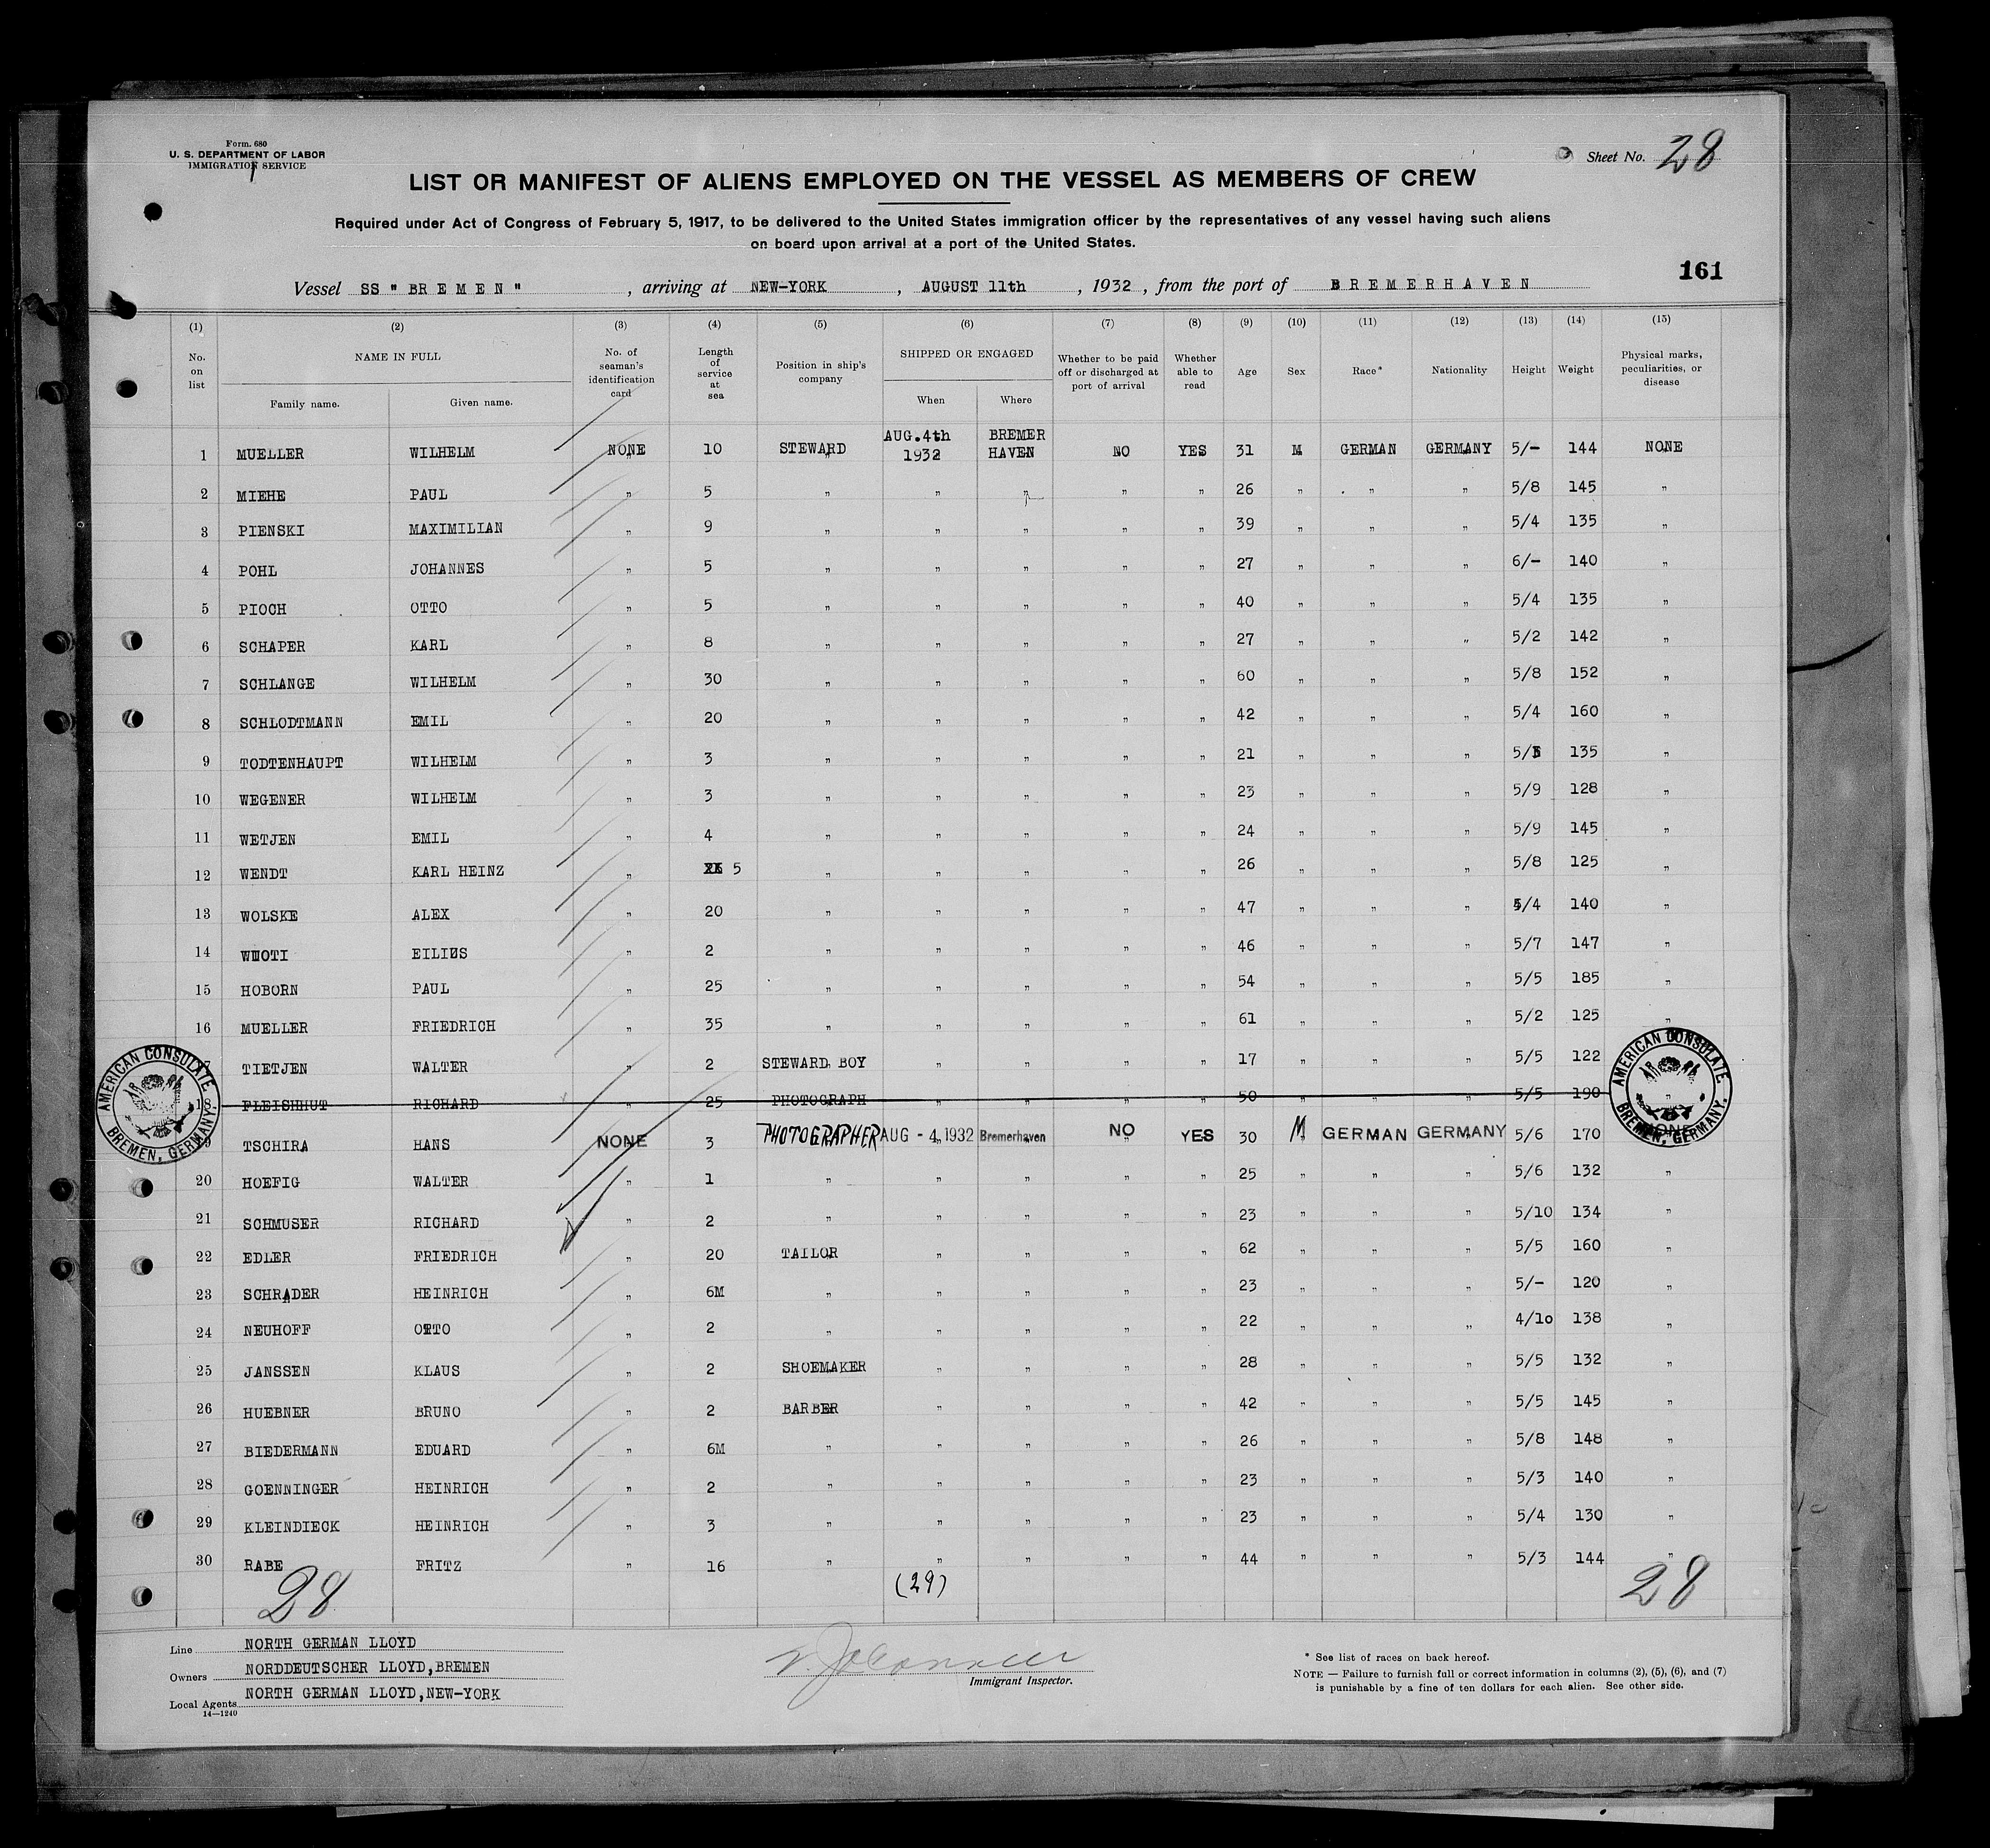 Form. 680
U. S. DEPARTMENT OF LABOR
IMMIGRATION SERVICE
Sheet No. 28
LIST OR MANIFEST OF ALIENS EMPLOYED ON THE VESSEL AS MEMBERS OF CREW
Required under Act of Congress of February 5, 1917, to be delivered to the United States immigration officer by the representatives of any vessel having such aliens
on board upon arrival at a port of the United States.
161
Vessel SS "BREMEN", arriving at NEW-YORK, AUGUST 11th, 1932, from the port of BREMERHAVEN
(1) (2) (3) (4) (5) (6) (7) (8) (9) (10) (11) (12) (13) (14) (15)
No. on list NAME IN FULL Family name. Given name. No. of seaman's identification card Length of service at sea Position in ship's company SHIPPED OR ENGAGED When Where Whether to be paid off or discharged at port of arrival Whether able to read Age Sex Race* Nationality Height Weight Physical marks, peculiarities, or disease
1 MUELLER WILHELM NONE 10 STEWARD AUG.4th 1932 BREMER HAVEN NO YES 31 M GERMAN GERMANY 5/- 144 NONE
2 MIEHE PAUL " 5 " " " " " 26 " " " 5/8 145 "
3 PIENSKI MAXIMILIAN " 9 " " " " " 39 " " " 5/4 135 "
4 POHL JOHANNES " 5 " " " " " 27 " " " 6/- 140 "
5 PIOCH OTTO " 5 " " " " " 40 " " " 5/4 135 "
6 SCHAPER KARL " 8 " " " " " 27 " " " 5/2 142 "
7 SCHLANGE WILHELM " 30 " " " " " 60 " " " 5/8 152 "
8 SCHLODTMANN EMIL " 20 " " " " " 42 " " " 5/4 160 "
9 TODTENHAUPT WILHELM " 3 " " " " " 21 " " " 135 "
10 WEGENER WILHELM " 3 " " " " " 23 " " " 5/9 128 "
11 WETJEN EMIL " 4 " " " " " 24 " " " 5/9 145 "
12 WENDT KARL HEINZ " 5 " " " " " 26 " " " 5/8 125 "
13 WOLSKE ALEX " 20 " " " " " 47 " " " 5/4 140 "
14 " 2 " " " " " 46 " " " 5/7 147 "
15 HOBORN PAUL " 25 " " " " " 54 " " " 5/5 185 "
16 MUELLER FRIEDRICH " 35 " " " " " 61 " " " 5/2 125 "
TIETJEN WALTER " 2 STEWARD BOY " " " " 17 " " " 5/5 122
18 FLEISHHUT RICHARD " 25 PHOTOGRAPH " " " " 50 " " " 5/5 190 "
19 TSCHIRA HANS NONE 3 PHOTOGRAPHER AUG - 4 1932 Bremerhaven NO YES 30 M GERMAN GERMANY 5/6 170 NONE
20 HOEFIG WALTER " 1 " " " " " 25 " " " 5/6 132 "
21 SCHMUSER RICHARD " 2 " " " " " 23 " " " 5/10 134 "
22 EDLER FRIEDRICH " 20 TAILOR " " " " 62 " " " 5/5 160 "
23 SCHRADER HEINRICH " 6M " " " " " 23 " " " 5/- 120 "
24 NEUHOFF OTTO " 2 " " " " " 22 " " " 4/10 138 "
25 JANSSEN KLAUS " 2 SHOEMAKER " " " " 28 " " " 5/5 132 "
26 HUEBNER BRUNO " 2 BARBER " " " " 42 " " " 5/5 145 "
27 BIEDERMANN EDUARD " 6M " " " " " 26 " " " 5/8 148 "
28 GOENNINGER HEINRICH " 2 " " " " " 23 " " " 5/3 140 "
29 KLEINDIECK HEINRICH " 3 " " " " " 23 " " " 5/4 130 "
30 RABE FRITZ " 16 " " " " " 44 " " " 5/3 144 "
28 (29) 28
AMERICAN CONSULATE BREMEN, GERMANY.
AMERICAN CONSULATE BREMEN, GERMANY.
Line NORTH GERMAN LLOYD
Owners NORDDEUTSCHER LLOYD,BREMEN
Local Agents NORTH GERMAN LLOYD,NEW-YORK
14—1240
Immigrant Inspector.
* See list of races on back hereof.
NOTE — Failure to furnish full or correct information in columns (2), (5), (6), and (7)
is punishable by a fine of ten dollars for each alien. See other side.